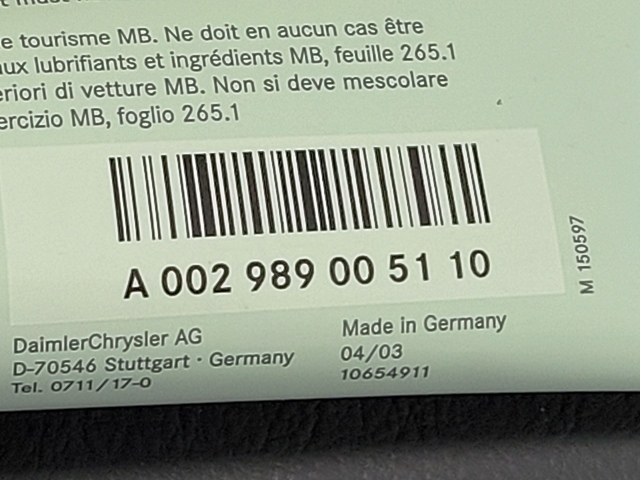 e tourisme MB. Ne doit en aucun cas être
ux lubrifiants et ingrédients MB, feuille 265.1
eriori di vetture MB. Non si deve mescolare
ercizio MB, foglio 265.1
A 002 989 00 51 10
M 150597
DaimlerChrysler AG
D-70546 Stuttgart · Germany
Tel. 0711/17-0
Made in Germany
04/03
10654911